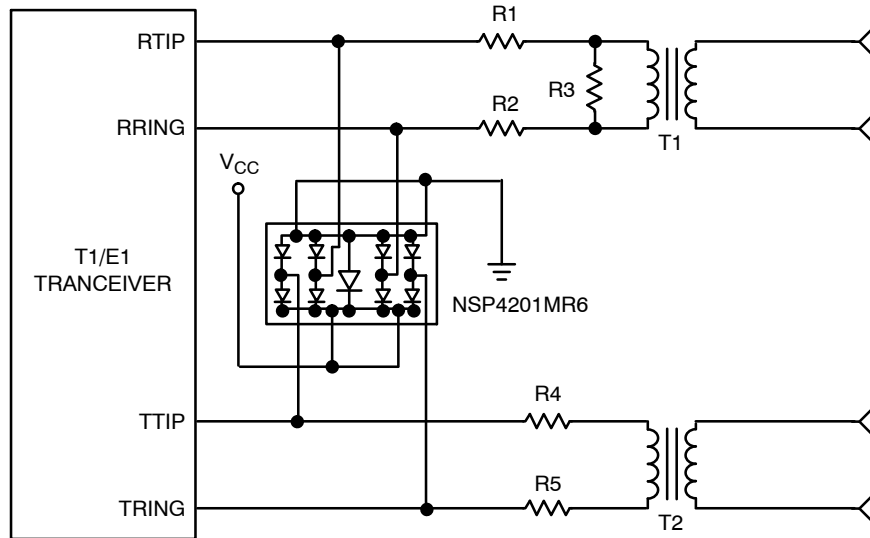 R1
RTIP
R3
R2
RRING
T1
VCC
T1/E1
TRANCEIVER
NSP4201MR6
R4
TTIP
R5
TRING
T2